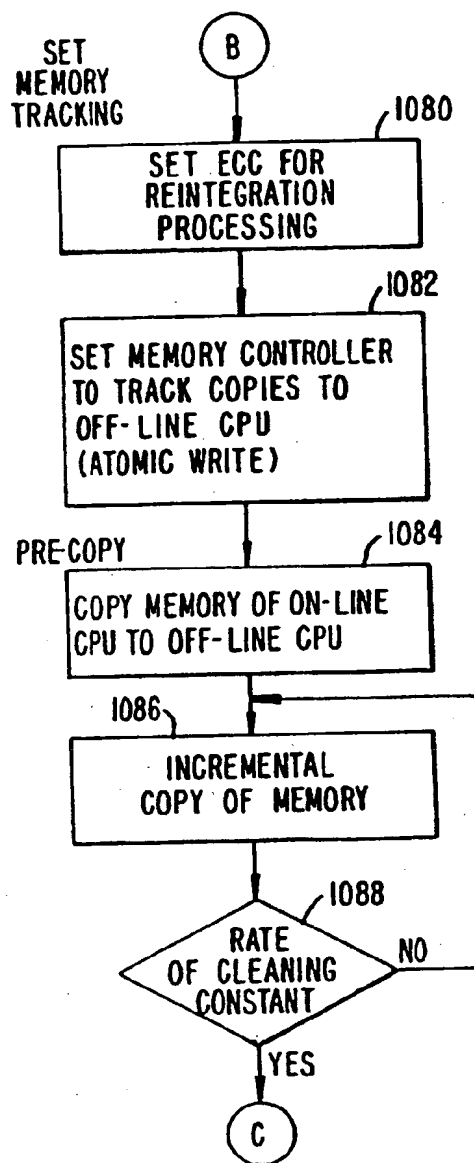 B
SET
MEMORY
TRACKING
1080
SET ECC FOR
REINTEGRATION
PROCESSING
1082
SET MEMORY CONTROLLER
TO TRACK COPIES TO
OFF-LINE CPU
(ATOMIC WRITE)
PRE-COPY
1084
COPY MEMORY OF ON-LINE
CPU TO OFF-LINE CPU
1086
INCREMENTAL
COPY OF MEMORY
1088
RATE
OF CLEANING
CONSTANT
NO
YES
C